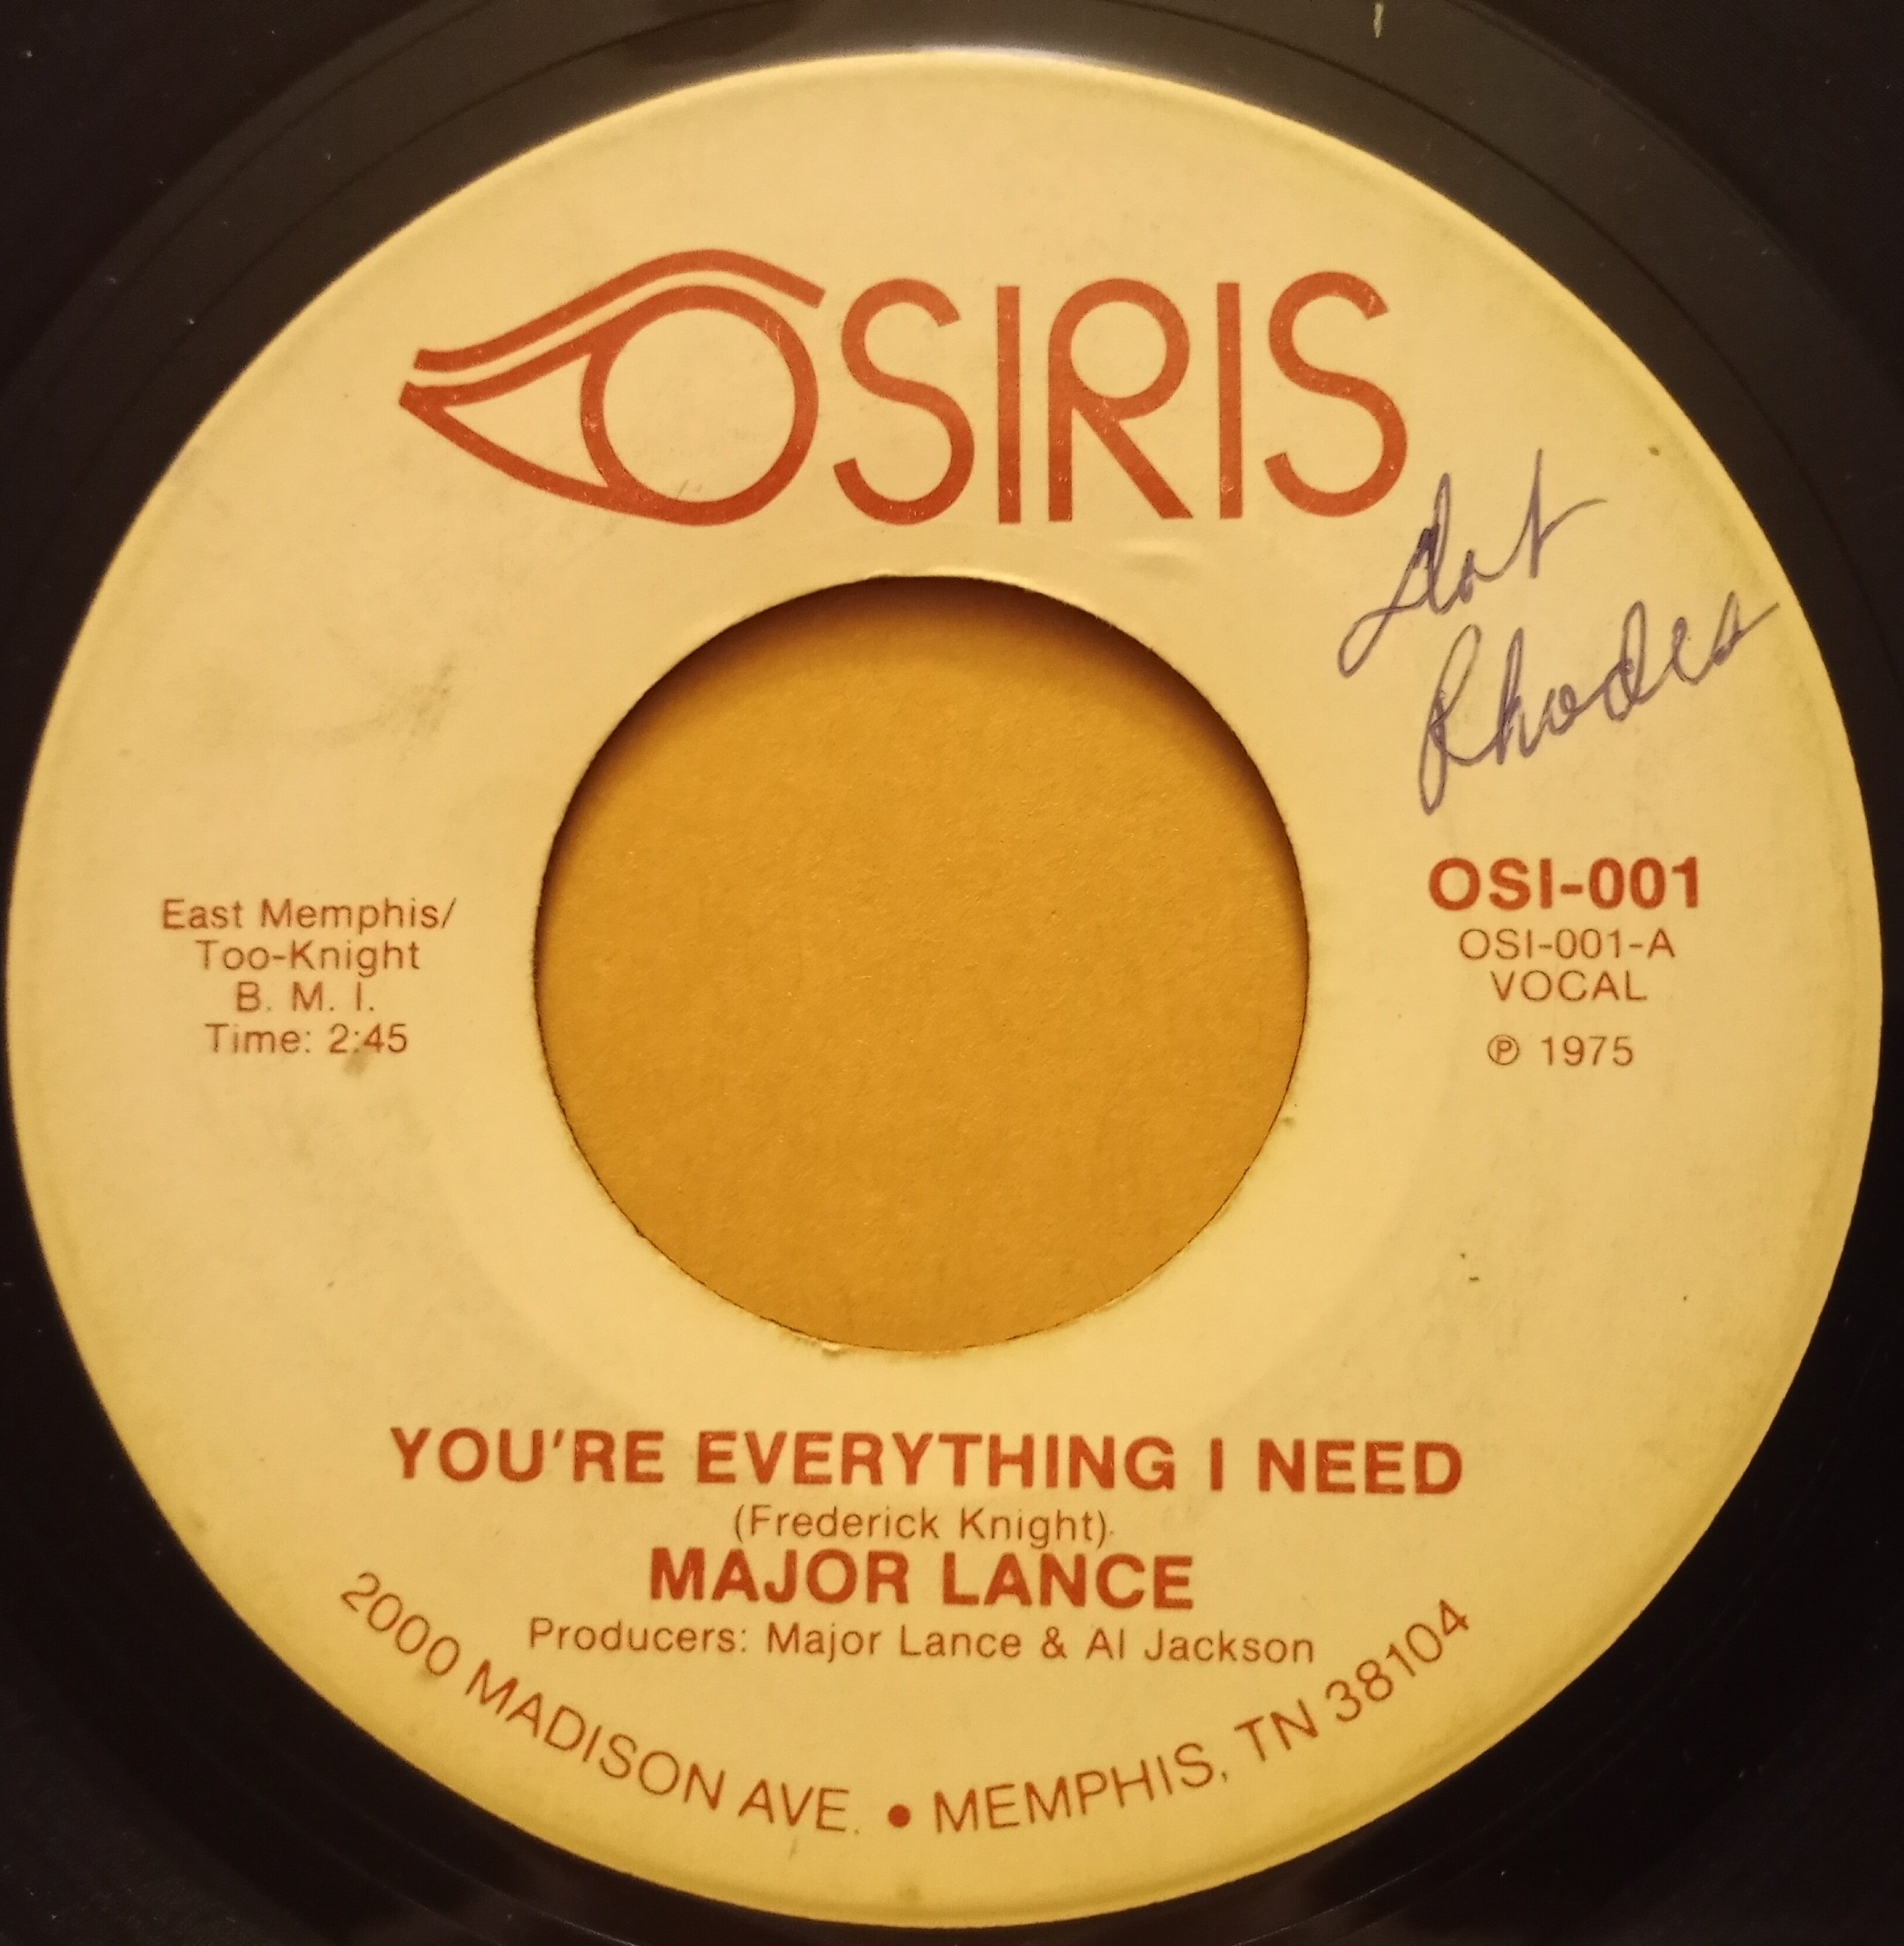 OSIRIS
Dot
Rhodes
East Memphis/
Too-Knight
B. M. I.
Time: 2:45
OSI-001
OSI-001-A
VOCAL
℗ 1975
YOU'RE EVERYTHING I NEED
(Frederick Knight)
MAJOR LANCE
Producers: Major Lance & Al Jackson
2000 MADISON AVE. • MEMPHIS, TN 38104